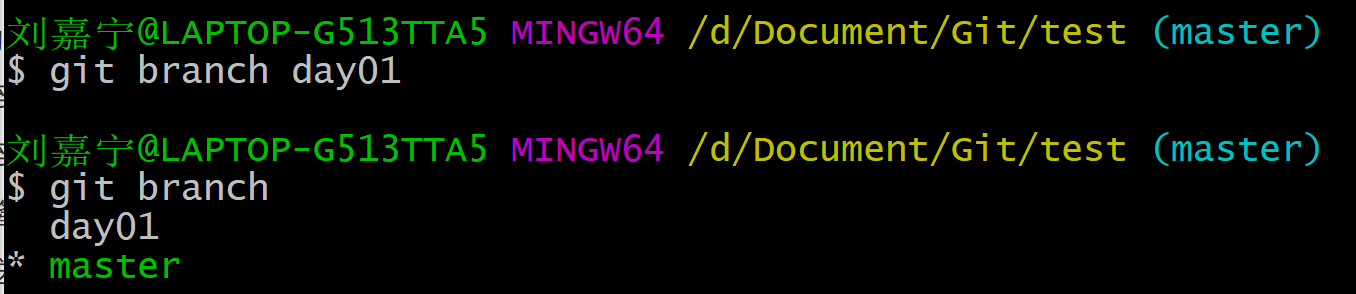 刘嘉宁@LAPTOP-G513TTA5 MINGW64 /d/Document/Git/test (master)
$ git branch day01
刘嘉宁@LAPTOP-G513TTA5 MINGW64 /d/Document/Git/test (master)
$ git branch
day01
* master